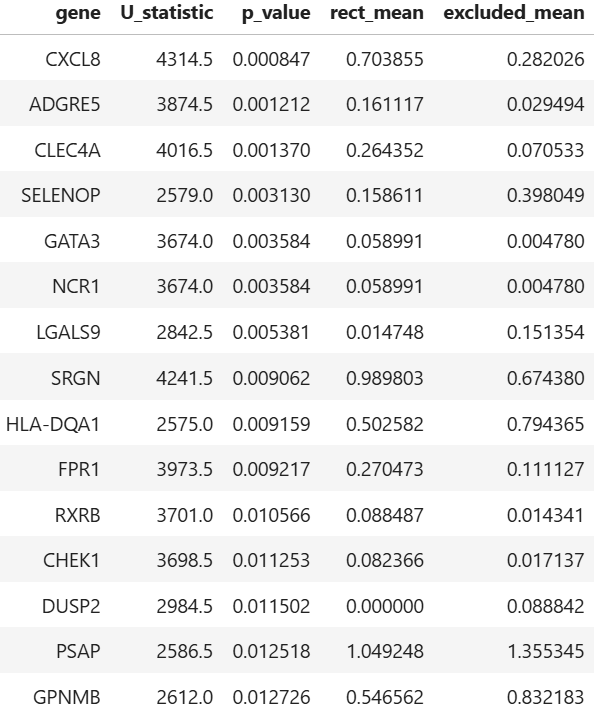 gene U_statistic p_value rect_mean excluded_mean
CXCL8 4314.5 0.000847 0.703855 0.282026
ADGRE5 3874.5 0.001212 0.161117 0.029494
CLEC4A 4016.5 0.001370 0.264352 0.070533
SELENOP 2579.0 0.003130 0.158611 0.398049
GATA3 3674.0 0.003584 0.058991 0.004780
NCR1 3674.0 0.003584 0.058991 0.004780
LGALS9 2842.5 0.005381 0.014748 0.151354
SRGN 4241.5 0.009062 0.989803 0.674380
HLA-DQA1 2575.0 0.009159 0.502582 0.794365
FPR1 3973.5 0.009217 0.270473 0.111127
RXRB 3701.0 0.010566 0.088487 0.014341
CHEK1 3698.5 0.011253 0.082366 0.017137
DUSP2 2984.5 0.011502 0.000000 0.088842
PSAP 2586.5 0.012518 1.049248 1.355345
GPNMB 2612.0 0.012726 0.546562 0.832183